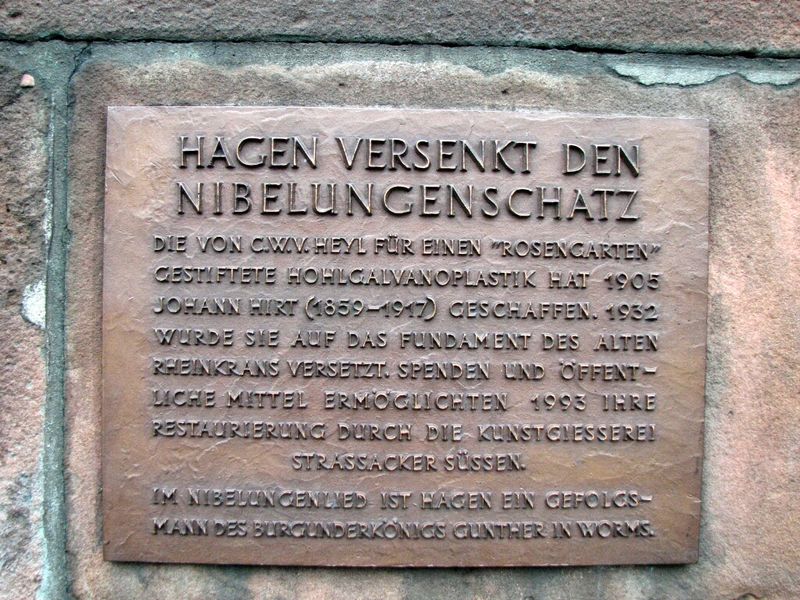 HAGEN VERSENKT DEN
NIBELUNGENSCHATZ
DIE VON C.W.V. HEYL FÜR EINEN "ROSENGARTEN"
GESTIFTETE HOHLGALVANOPLASTIK HAT 1905
JOHANN HIRT (1859-1917) GESCHAFFEN. 1932
WURDE SIE AUF DAS FUNDAMENT DES ALTEN
RHEINKRANS VERSETZT. SPENDEN UND ÖFFENT-
LICHE MITTEL ERMÖGLICHTEN 1993 IHRE
RESTAURIERUNG DURCH DIE KUNSTGIESSEREI
STRASSACKER SÜSSEN.
IM NIBELUNGENLIED IST HAGEN EIN GEFOLGS-
MANN DES BURGUNDERKÖNIGS GUNTHER IN WORMS.